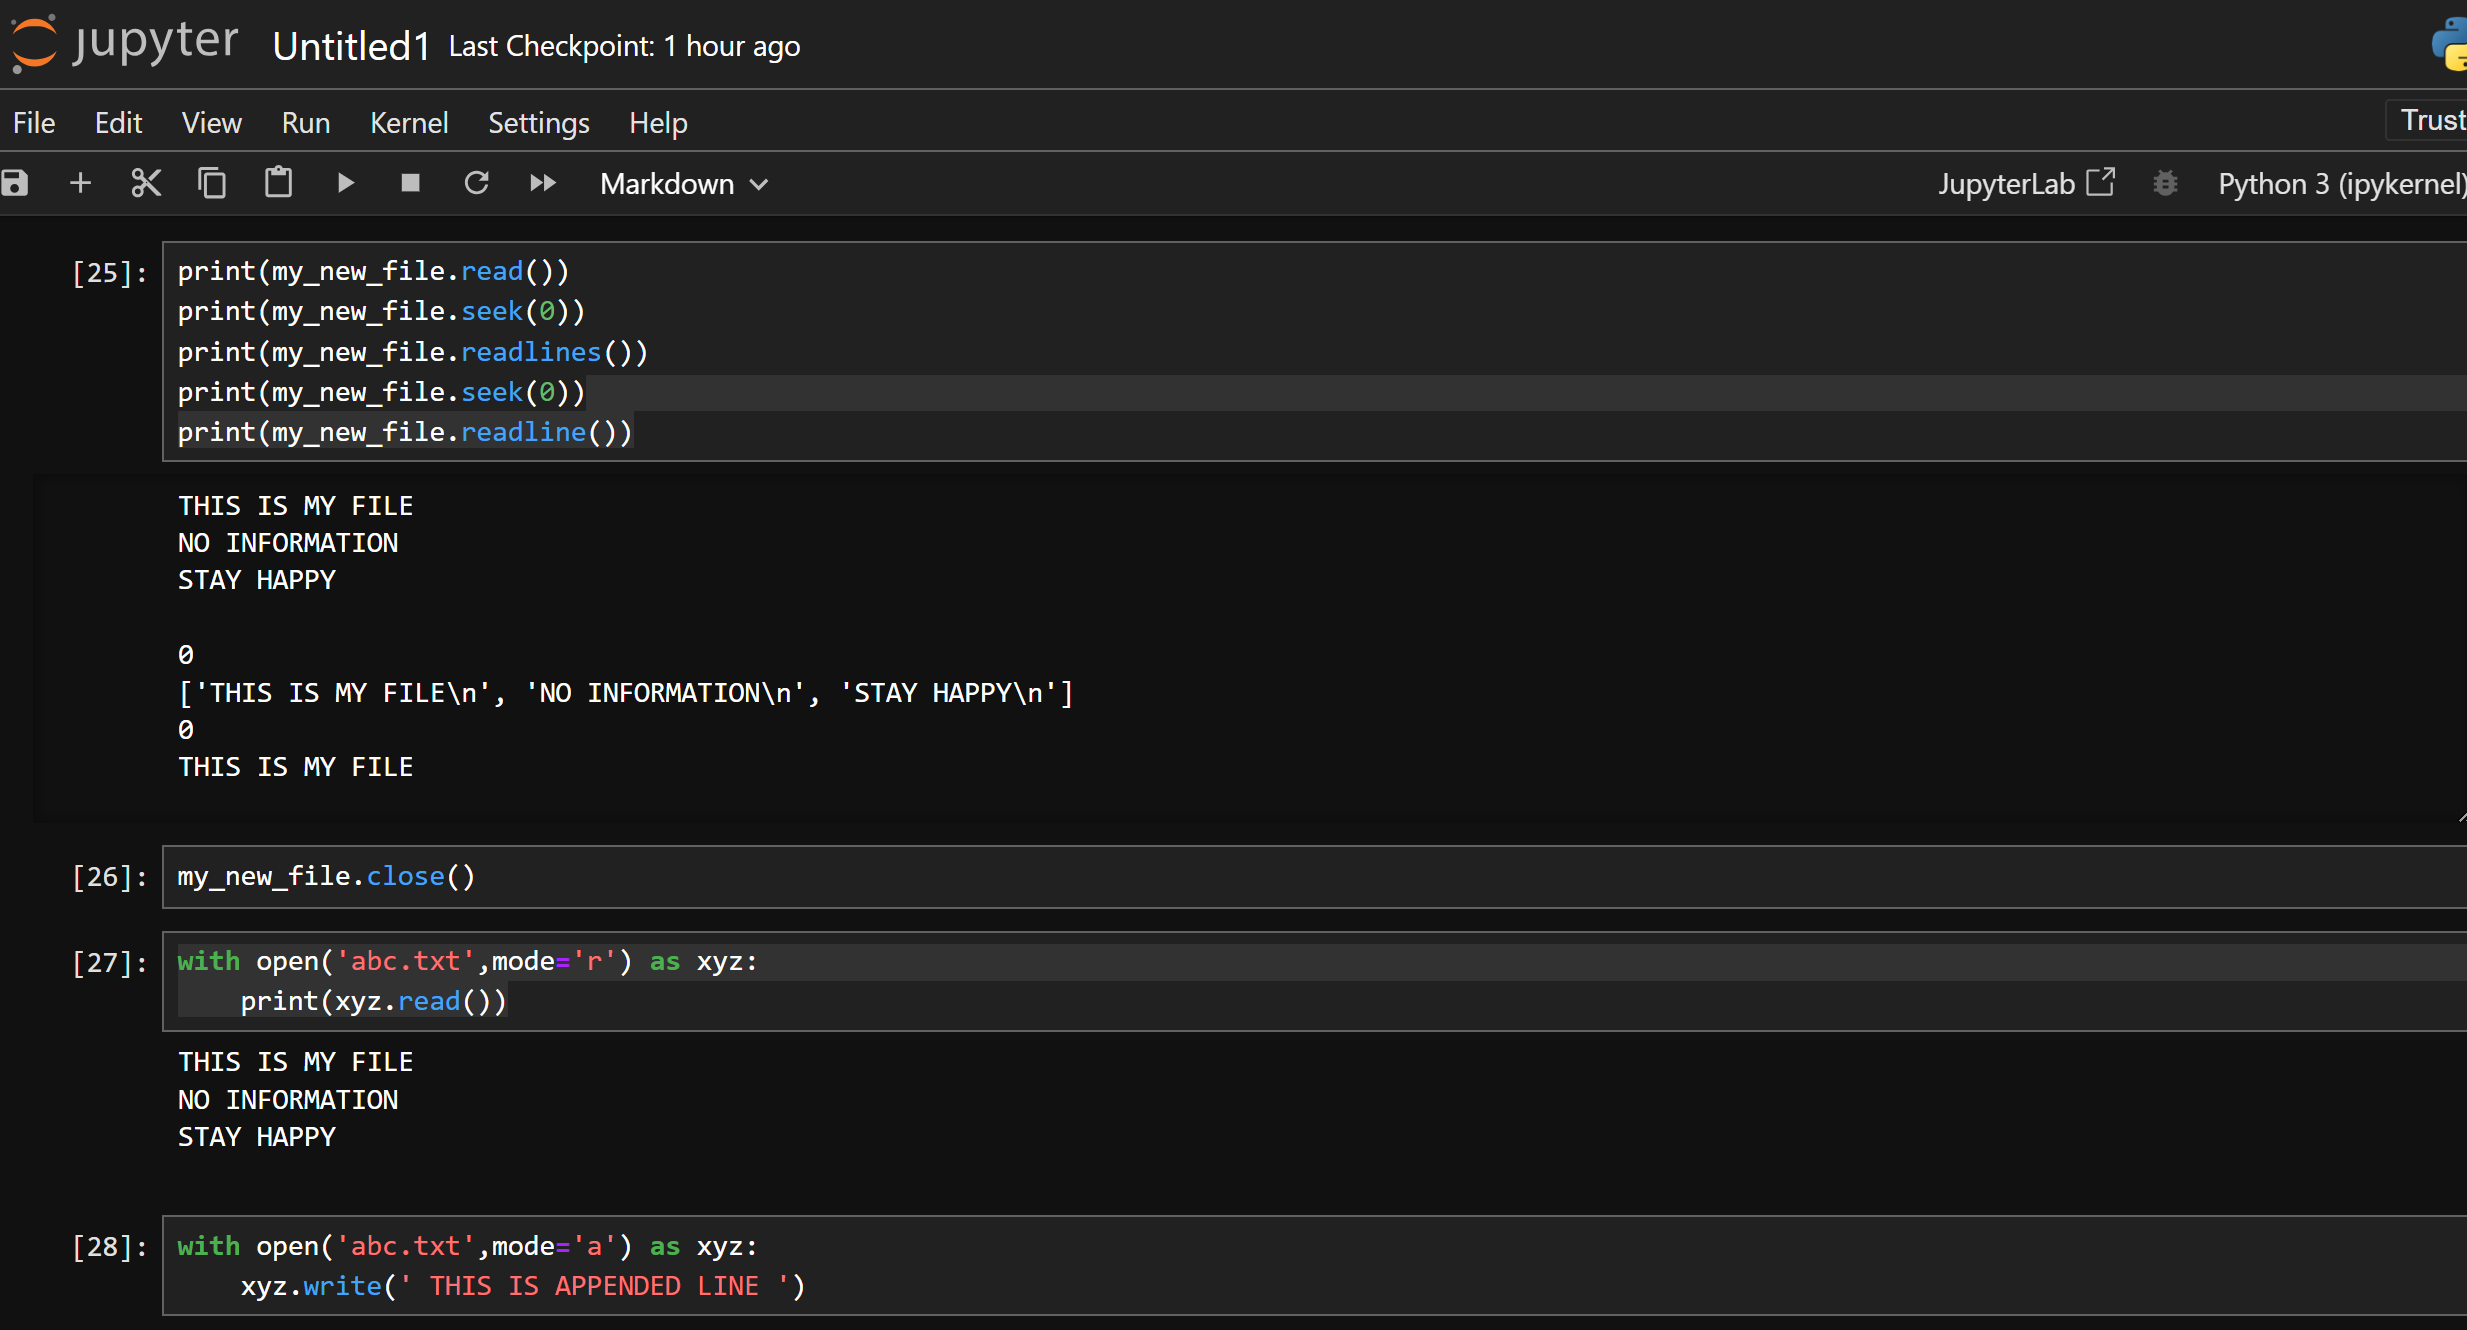 jupyter Untitled1 Last Checkpoint: 1 hour ago
File Edit View Run Kernel Settings Help Trust
Markdown JupyterLab Python 3 (ipykernel)
[25]: print(my_new_file.read())
print(my_new_file.seek(0))
print(my_new_file.readlines())
print(my_new_file.seek(0))
print(my_new_file.readline())
THIS IS MY FILE
NO INFORMATION
STAY HAPPY
0
['THIS IS MY FILE\n', 'NO INFORMATION\n', 'STAY HAPPY\n']
0
THIS IS MY FILE
[26]: my_new_file.close()
[27]: with open('abc.txt',mode='r') as xyz:
    print(xyz.read())
THIS IS MY FILE
NO INFORMATION
STAY HAPPY
[28]: with open('abc.txt',mode='a') as xyz:
    xyz.write(' THIS IS APPENDED LINE ')